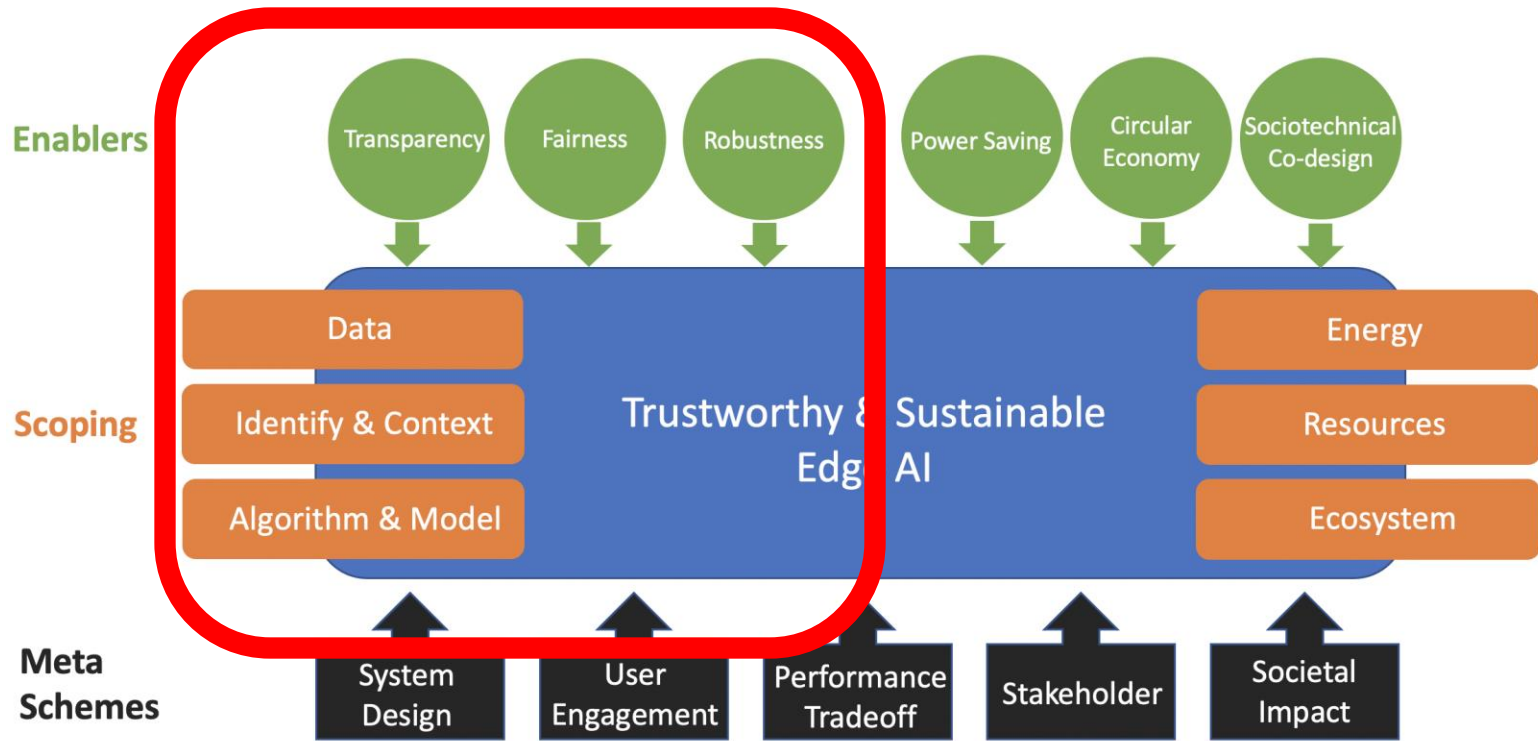 Enablers
Transparency
Fairness
Robustness
Power Saving
Circular
Economy
Sociotechnical
Co-design
Scoping
Data
Identify & Context
Algorithm & Model
Trustworthy & Sustainable
Edge AI
Energy
Resources
Ecosystem
Meta
Schemes
System
Design
User
Engagement
Performance
Tradeoff
Stakeholder
Societal
Impact